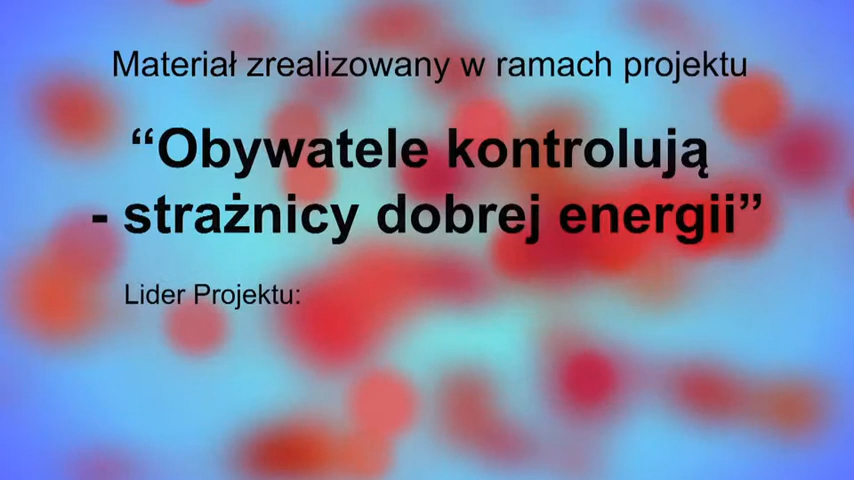 Materiał zrealizowany w ramach projektu
“Obywatele kontrolują
- strażnicy dobrej energii”
Lider Projektu: